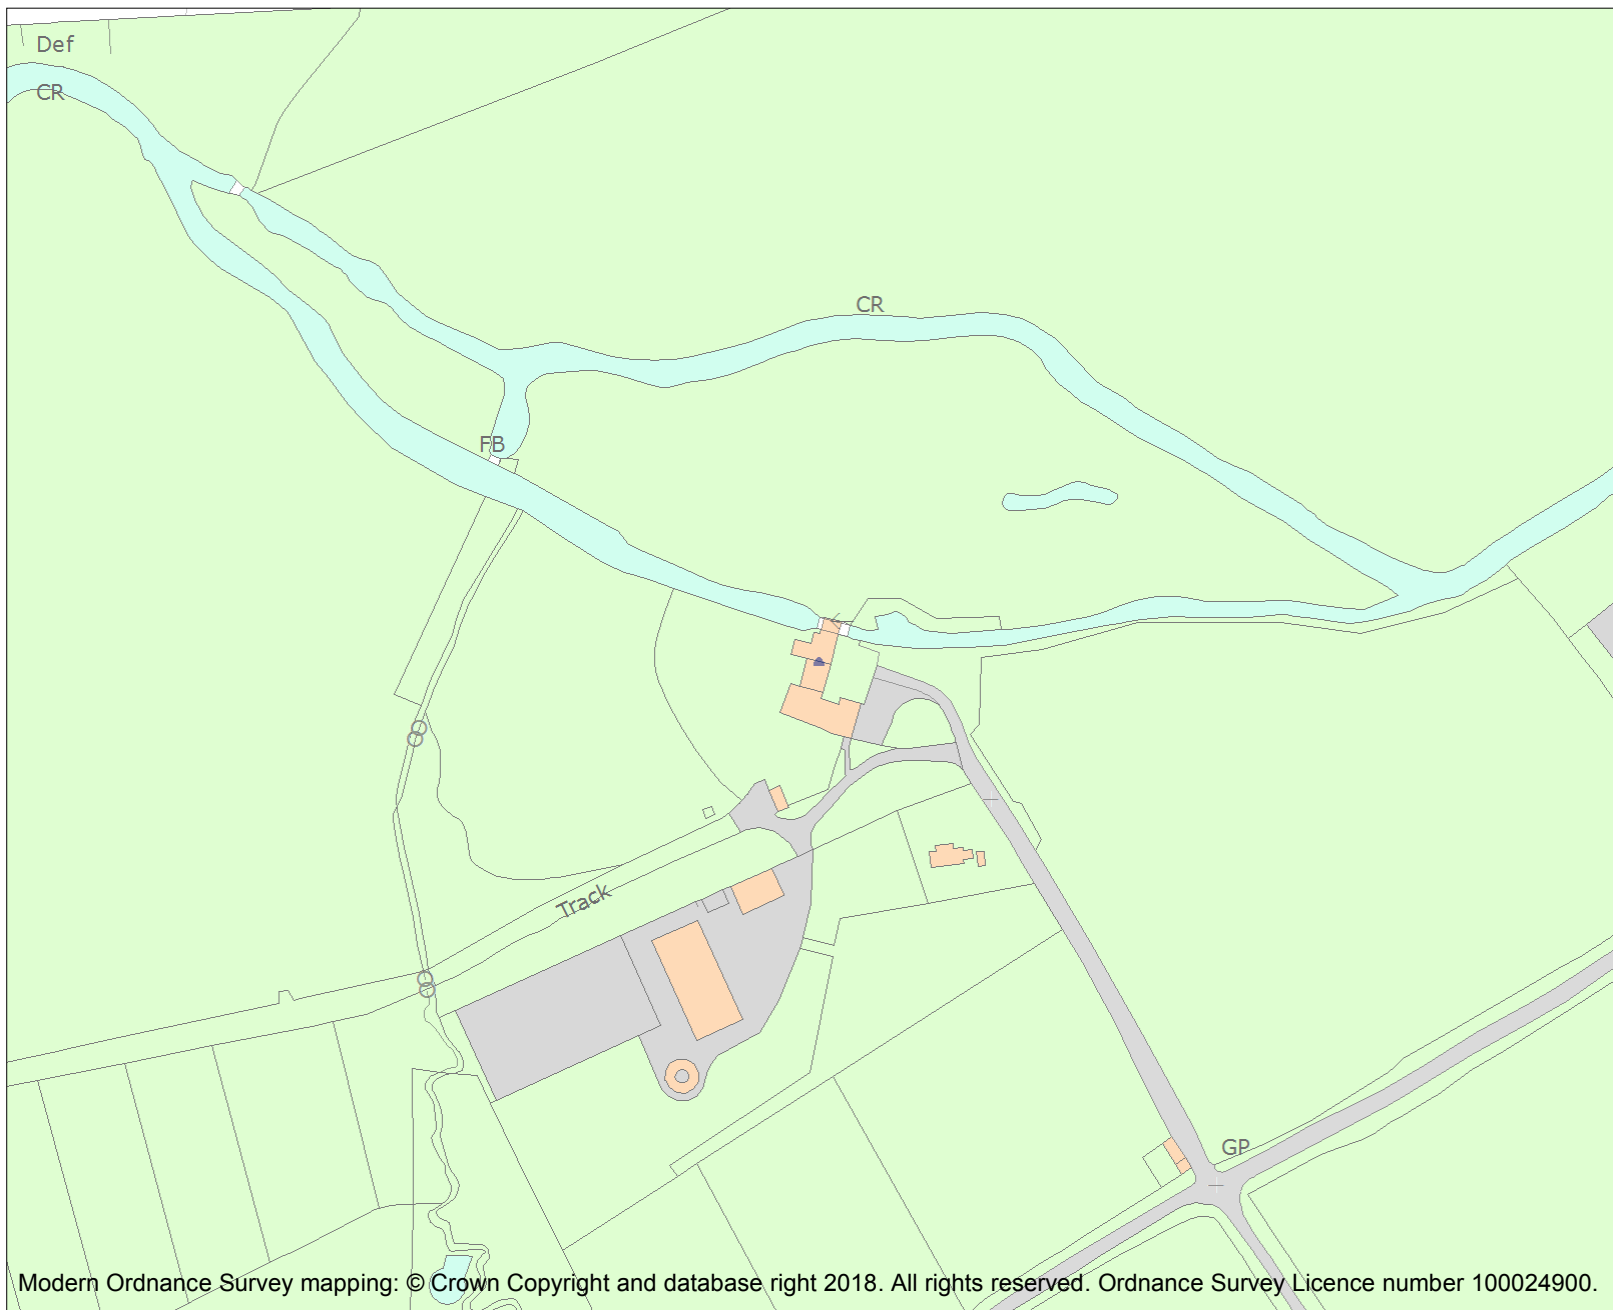 Def
CR
CR
FB
Track
GP
Modern Ordnance Survey mapping: © Crown Copyright and database right 2018. All rights reserved. Ordnance Survey Licence number 100024900.